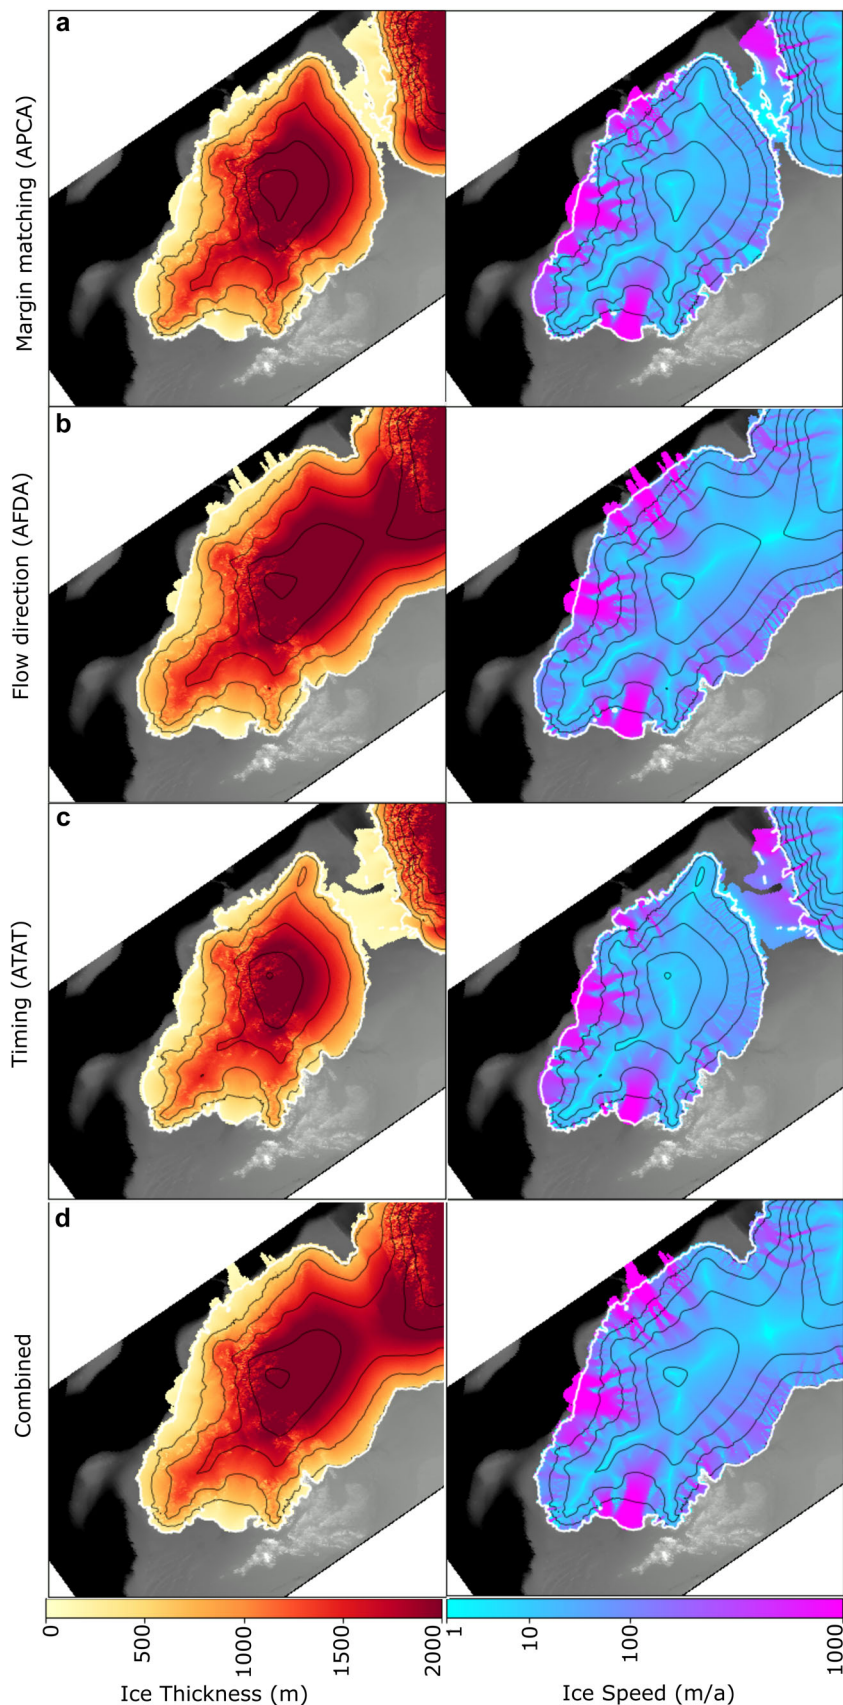 a
Margin matching (APCA)
b
Flow direction (AFDA)
c
Timing (ATAT)
d
Combined
0
500
1000
1500
2000
Ice Thickness (m)
1
10
100
1000
Ice Speed (m/a)